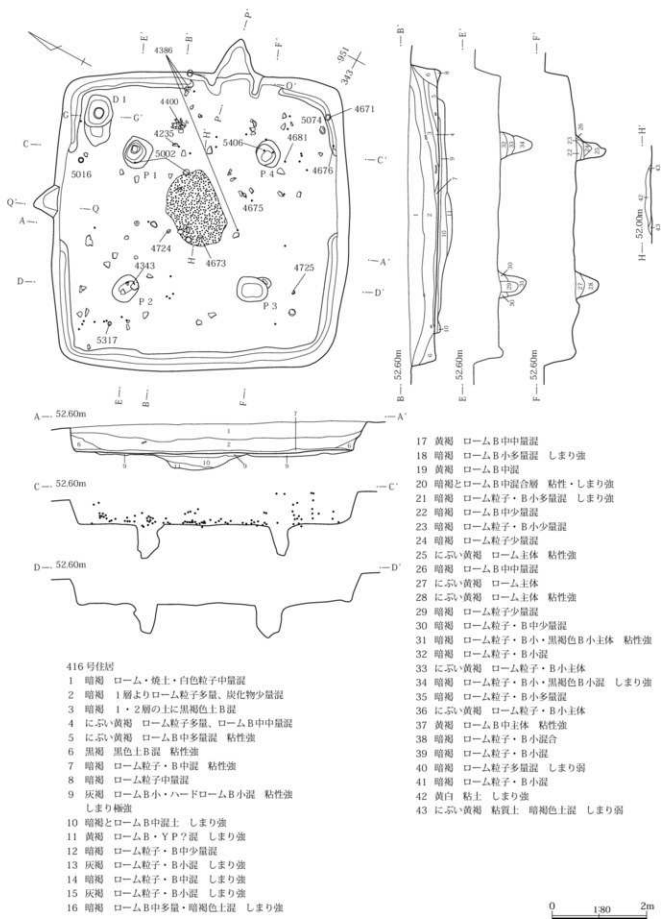 E´
B´
P´
F´
4386
951
343
O´
4400
P
D 1
G
G´
H´
4235
5406
5074
4681
4671
C
C´
5016
5002
P 1
P 4
4676
Q´
Q
4675
A
A´
4724
H
4673
4725
D
D´
4343
P 2
P 3
5317
E
B
F
B´
E´
F´
H´
B 52.60m
E 52.60m
F
H 52.00m
A 52.60m
A´
C 52.60m
C´
D 52.60m
D´
416号住居
1 暗褐 ローム・焼土・白色粒子中量混
2 暗褐 1層よりローム粒子多量、炭化物少量混
3 暗褐 1・2層の土に黒褐色土B混
4 にぶい黄褐 ローム粒子多量、ロームB中中量混
5 にぶい黄褐 ロームB中多量混 粘性強
6 黒褐 黒色土B混 粘性強
7 暗褐 ローム粒子・B中混 粘性強
8 暗褐 ローム粒子中量混
9 灰褐 ロームB小・ハードロームB小混 粘性強
しまり極強
10 暗褐とロームB中混土 しまり強
11 黄褐 ロームB・YP?混 しまり強
12 暗褐 ロームB中少量混
13 灰褐 ローム粒子・B小混 しまり強
14 暗褐 ローム粒子・B中混 しまり強
15 灰褐 ローム粒子・B小混 しまり強
16 暗褐 ロームB中多量・暗褐色土混 しまり強
17 黄褐 ロームB中中量混
18 暗褐 ロームB小多量混 しまり強
19 黄褐 ロームB中混
20 暗褐とロームB中混合層 粘性・しまり強
21 暗褐 ローム粒子・B小多量混 しまり強
22 暗褐 ロームB中少量混
23 暗褐 ローム粒子・B小少量混
24 暗褐 ローム粒子少量混
25 にぶい黄褐 ローム主体 粘性強
26 暗褐 ロームB中中量混
27 にぶい黄褐 ローム主体
28 にぶい黄褐 ローム主体 粘性強
29 暗褐 ローム粒子少量混
30 暗褐 ローム粒子・B中少量混
31 暗褐 ローム粒子・B小・黒褐色B小主体 粘性強
32 暗褐 ローム粒子・B小混
33 にぶい黄褐 ローム粒子・B小主体
34 暗褐 ローム粒子・B小・黒褐色B小混 しまり強
35 暗褐 ローム粒子・B小多量混
36 にぶい黄褐 ローム粒子・B小主体
37 黄褐 ロームB中主体 粘性強
38 暗褐 ローム粒子・B小混合
39 暗褐 ローム粒子・B小混
40 暗褐 ローム粒子多量混 しまり弱
41 暗褐 ローム粒子・B小混
42 黄白 粘土 しまり強
43 にぶい黄褐 粘質土 暗褐色土混 しまり弱
0 1:80 2m